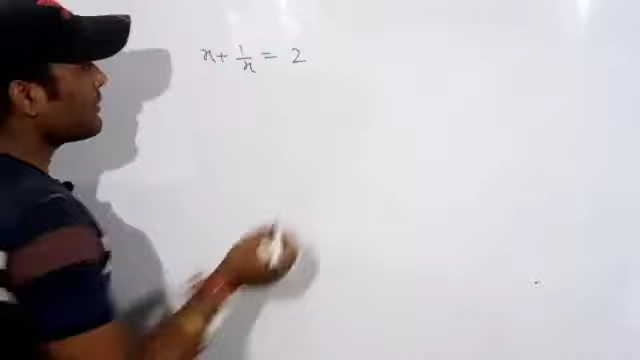 x + 1/x = 2